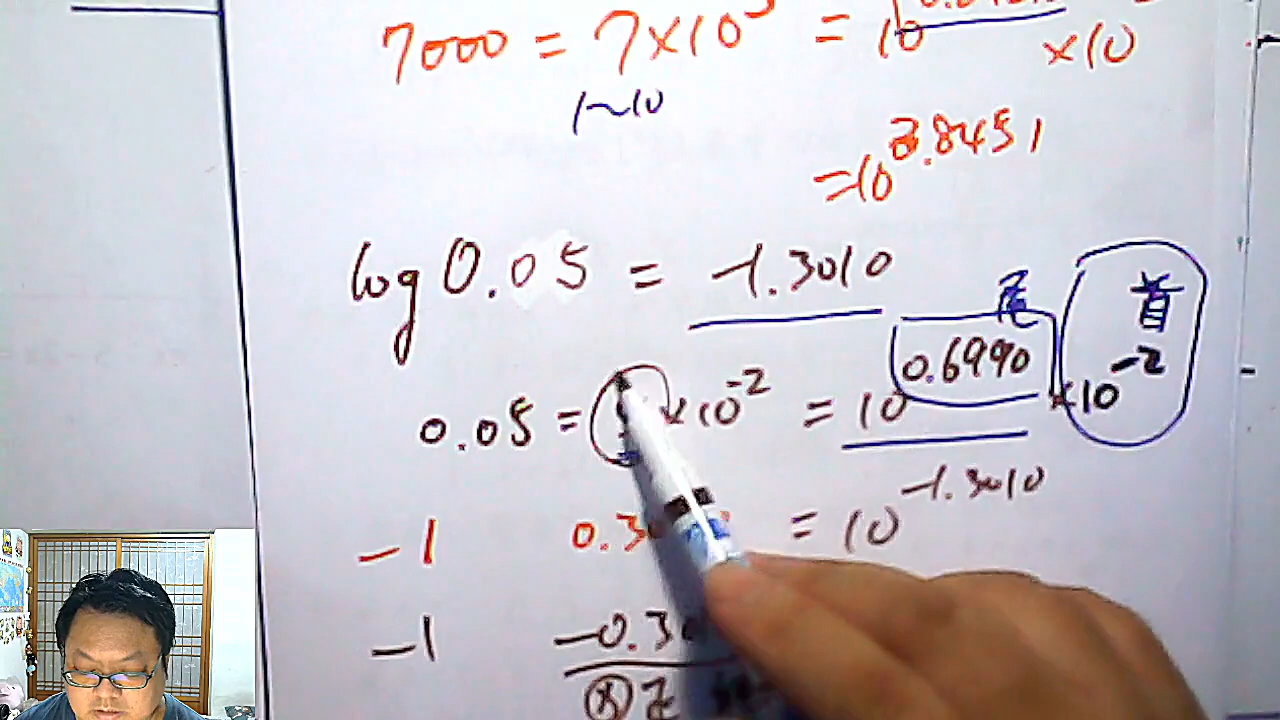 7000 = 7×10³ = 10
×10
1~10
=10^3.8451
log 0.05 = -1.3010
尾 首
0.05 = ×10^-2 = 10^0.6990 ×10^-2
-1 0.3 = 10^-1.3010
-1 -0.3